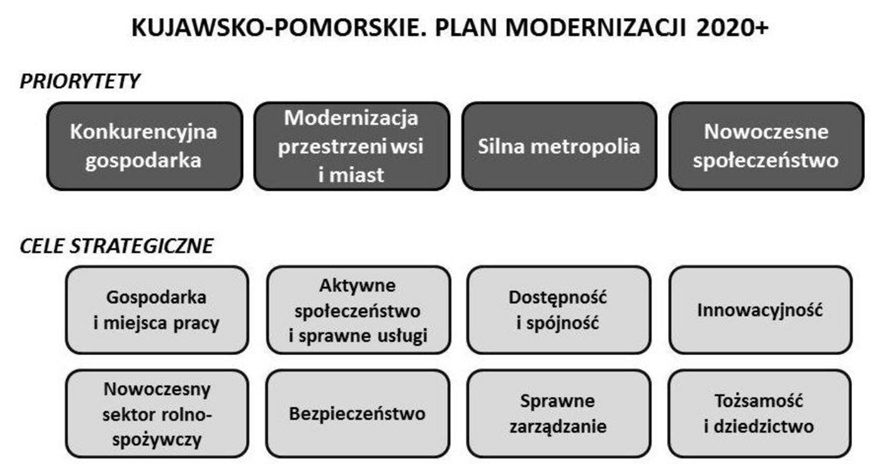 KUJAWSKO-POMORSKIE. PLAN MODERNIZACJI 2020+
PRIORYTETY
Konkurencyjna
gospodarka
Modernizacja
przestrzeni wsi
i miast
Silna metropolia
Nowoczesne
społeczeństwo
CELE STRATEGICZNE
Gospodarka
i miejsca pracy
Aktywne
społeczeństwo
i sprawne usługi
Dostępność
i spójność
Innowacyjność
Nowoczesny
sektor rolno-
spożywczy
Bezpieczeństwo
Sprawne
zarządzanie
Tożsamość
i dziedzictwo